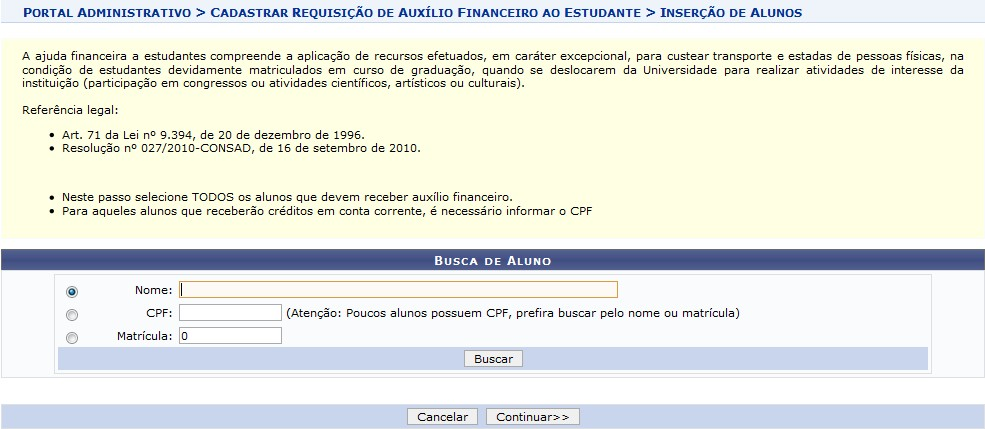 PORTAL ADMINISTRATIVO > CADASTRAR REQUISIÇÃO DE AUXÍLIO FINANCEIRO AO ESTUDANTE > INSERÇÃO DE ALUNOS
A ajuda financeira a estudantes compreende a aplicação de recursos efetuados, em caráter excepcional, para custear transporte e estadas de pessoas físicas, na
condição de estudantes devidamente matriculados em curso de graduação, quando se deslocarem da Universidade para realizar atividades de interesse da
instituição (participação em congressos ou atividades científicos, artísticos ou culturais).
Referência legal:
• Art. 71 da Lei nº 9.394, de 20 de dezembro de 1996.
• Resolução nº 027/2010-CONSAD, de 16 de setembro de 2010.
• Neste passo selecione TODOS os alunos que devem receber auxílio financeiro.
• Para aqueles alunos que receberão créditos em conta corrente, é necessário informar o CPF
BUSCA DE ALUNO
Nome:
CPF: (Atenção: Poucos alunos possuem CPF, prefira buscar pelo nome ou matrícula)
Matrícula: 0
Buscar
Cancelar Continuar>>